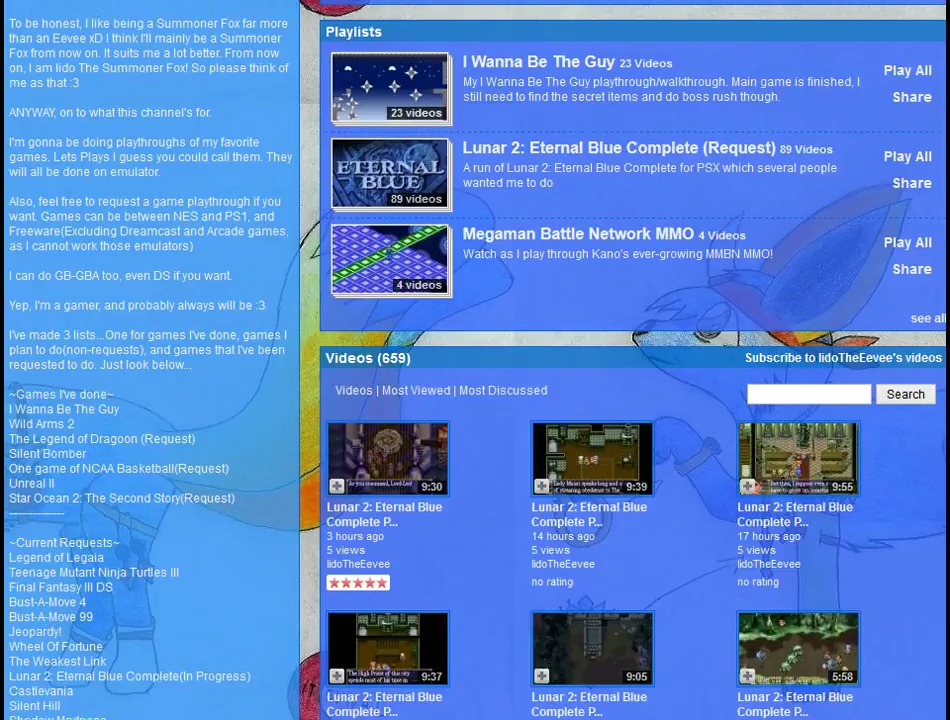 To be honest, I like being a Summoner Fox far more
than an Eevee xD I think I'll mainly be a Summoner
Fox from now on. It suits me a lot better. From now
on, I am Iido The Summoner Fox! So please think of
me as that :3
ANYWAY, on to what this channel's for.
I'm gonna be doing playthroughs of my favorite
games. Lets Plays I guess you could call them. They
will all be done on emulator.
Also, feel free to request a game playthrough if you
want. Games can be between NES and PS1, and
Freeware(Excluding Dreamcast and Arcade games,
as I cannot work those emulators)
I can do GB-GBA too, even DS if you want.
Yep, I'm a gamer, and probably always will be :3
I've made 3 lists...One for games I've done, games I
plan to do(non-requests), and games that I've been
requested to do. Just look below...
~Games I've done~
I Wanna Be The Guy
Wild Arms 2
The Legend of Dragoon (Request)
Silent Bomber
One game of NCAA Basketball(Request)
Unreal II
Star Ocean 2: The Second Story(Request)
----------------
~Current Requests~
Legend of Legaia
Teenage Mutant Ninja Turtles III
Final Fantasy III DS
Bust-A-Move 4
Bust-A-Move 99
Jeopardy!
Wheel Of Fortune
The Weakest Link
Lunar 2: Eternal Blue Complete(In Progress)
Castlevania
Silent Hill
Shadow Madness
Playlists
I Wanna Be The Guy 23 Videos
My I Wanna Be The Guy playthrough/walkthrough. Main game is finished, I
still need to find the secret items and do boss rush though.
23 videos
Play All
Share
Lunar 2: Eternal Blue Complete (Request) 89 Videos
A run of Lunar 2: Eternal Blue Complete for PSX which several people
wanted me to do
ETERNAL
BLUE
89 videos
Play All
Share
Megaman Battle Network MMO 4 Videos
Watch as I play through Kano's ever-growing MMBN MMO!
4 videos
Play All
Share
see all
Videos (659)
Subscribe to IidoTheEevee's videos
Videos | Most Viewed | Most Discussed
Search
9:30
9:39
9:55
Lunar 2: Eternal Blue
Complete P...
3 hours ago
5 views
IidoTheEevee
Lunar 2: Eternal Blue
Complete P...
14 hours ago
5 views
IidoTheEevee
no rating
Lunar 2: Eternal Blue
Complete P...
17 hours ago
5 views
IidoTheEevee
no rating
9:37
9:05
5:58
Lunar 2: Eternal Blue
Complete P...
Lunar 2: Eternal Blue
Complete P...
Lunar 2: Eternal Blue
Complete P...